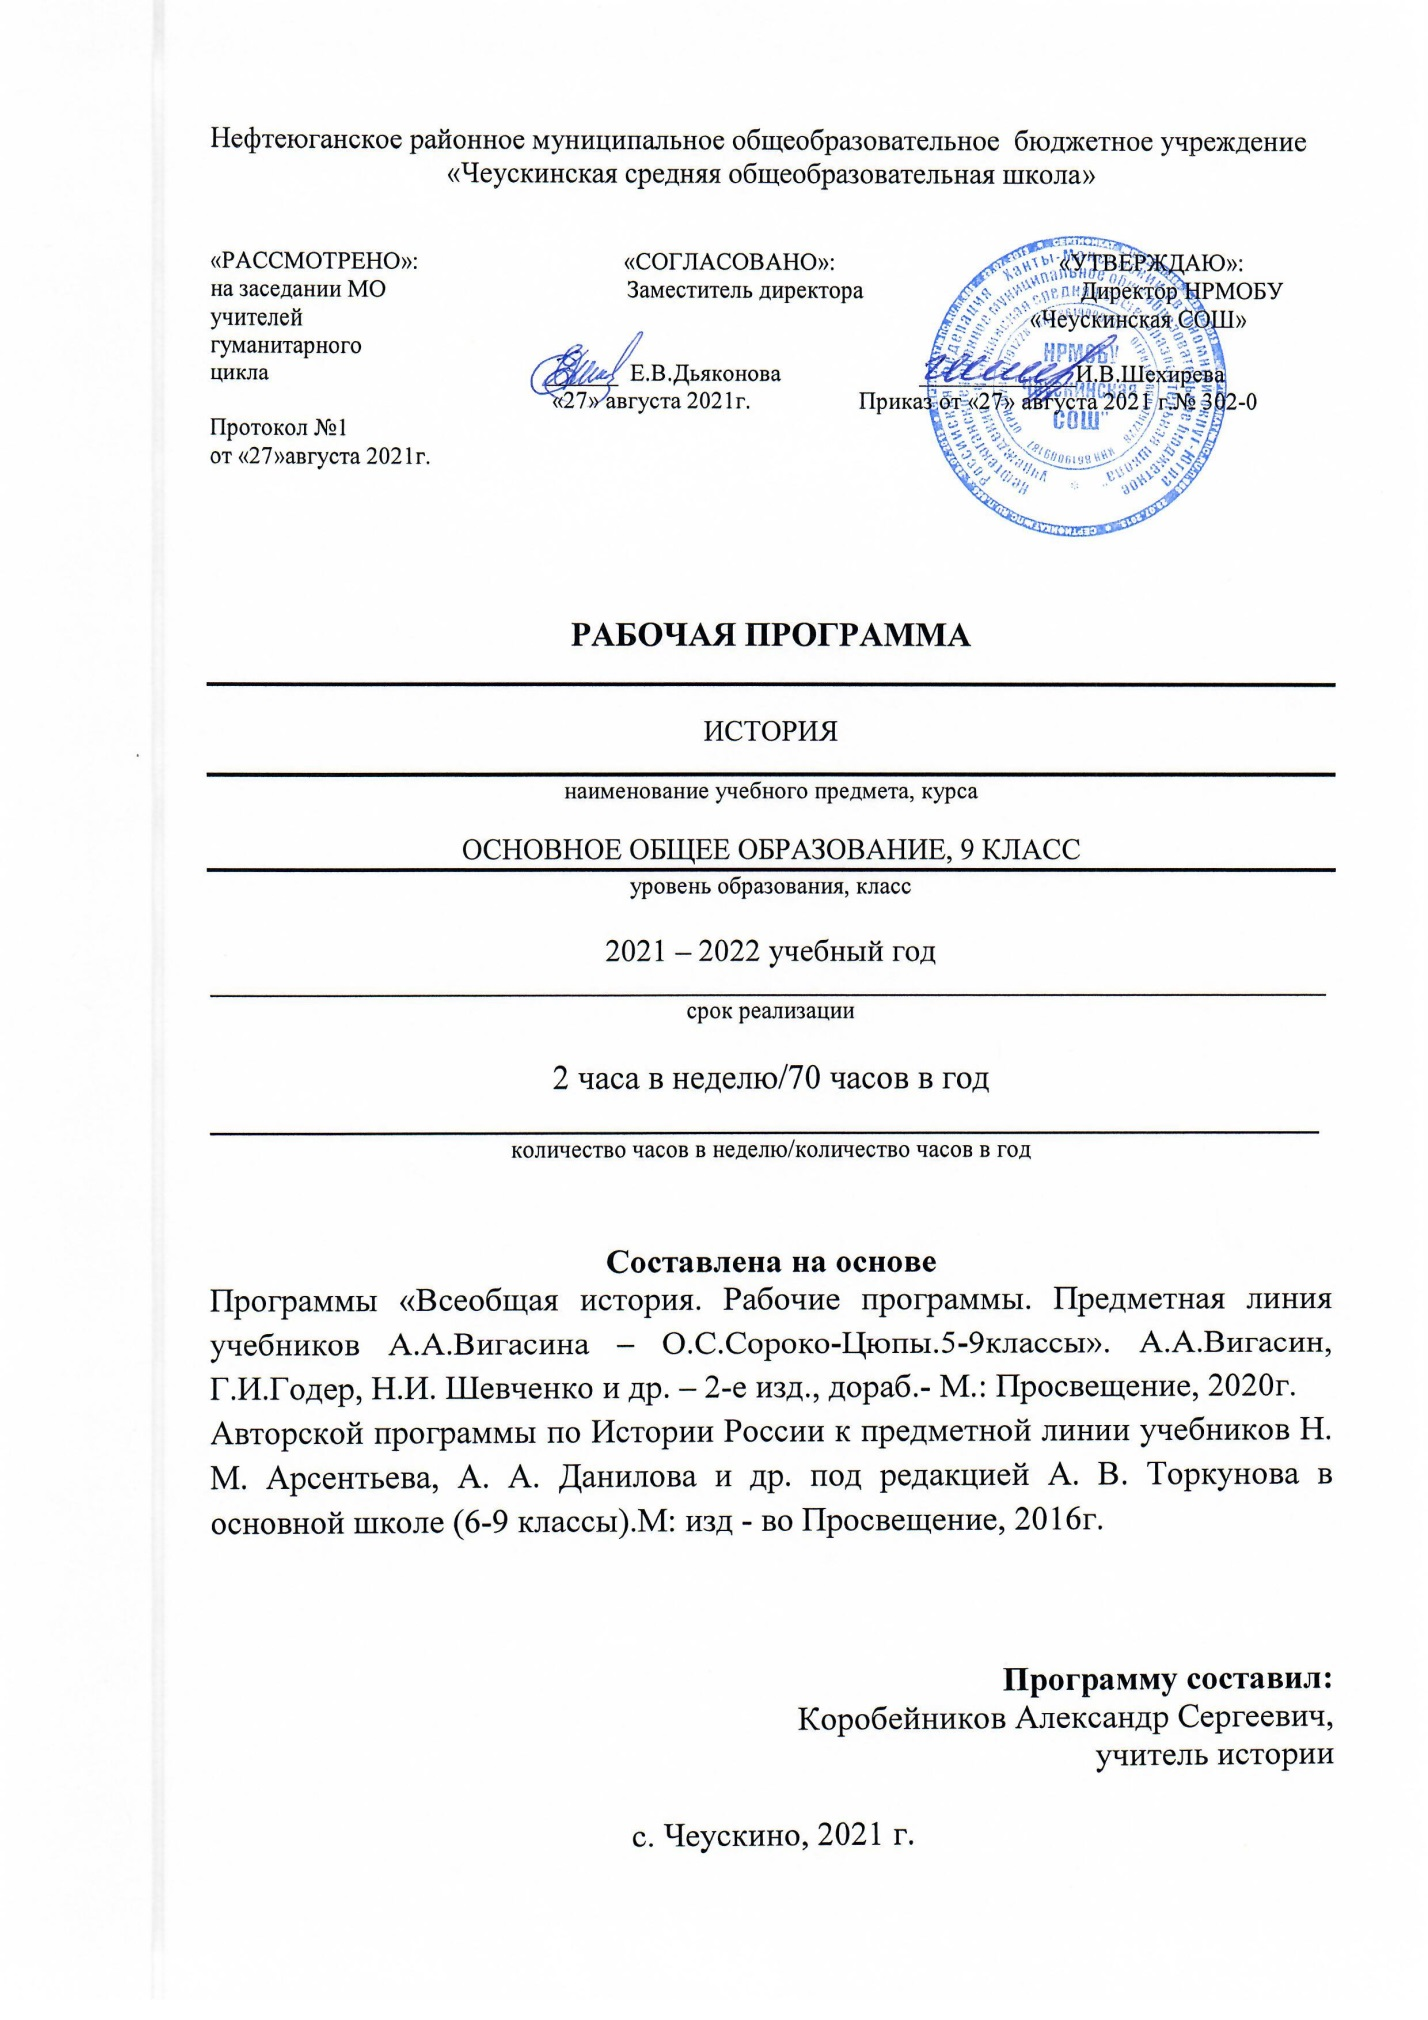 Нефтеюганское районное муниципальное общеобразовательное бюджетное учреждение
«Чеускинская средняя общеобразовательная школа»
«РАССМОТРЕНО»:
на заседании МО
учителей
гуманитарного
цикла
Протокол №1
от «27»августа 2021г.
«СОГЛАСОВАНО»:
Заместитель директора
______ Е.В.Дьяконова
«27» августа 2021г.
«УТВЕРЖДАЮ»:
Директор НРМОБУ
«Чеускинская СОШ»
____________И.В.Шехирева
Приказ от «27» августа 2021 г.№ 302-0
НРМОБУ
"Чеускинская
СОШ"
РАБОЧАЯ ПРОГРАММА
ИСТОРИЯ
наименование учебного предмета, курса
ОСНОВНОЕ ОБЩЕЕ ОБРАЗОВАНИЕ, 9 КЛАСС
уровень образования, класс
2021 – 2022 учебный год
срок реализации
2 часа в неделю/70 часов в год
количество часов в неделю/количество часов в год
Составлена на основе
Программы «Всеобщая история. Рабочие программы. Предметная линия
учебников А.А.Вигасина – О.С.Сороко-Цюпы.5-9классы». А.А.Вигасин,
Г.И.Годер, Н.И. Шевченко и др. – 2-е изд., дораб.- М.: Просвещение, 2020г.
Авторской программы по Истории России к предметной линии учебников Н.
М. Арсентьева, А. А. Данилова и др. под редакцией А. В. Торкунова в
основной школе (6-9 классы).М: изд - во Просвещение, 2016г.
Программу составил:
Коробейников Александр Сергеевич,
учитель истории
с. Чеускино, 2021 г.